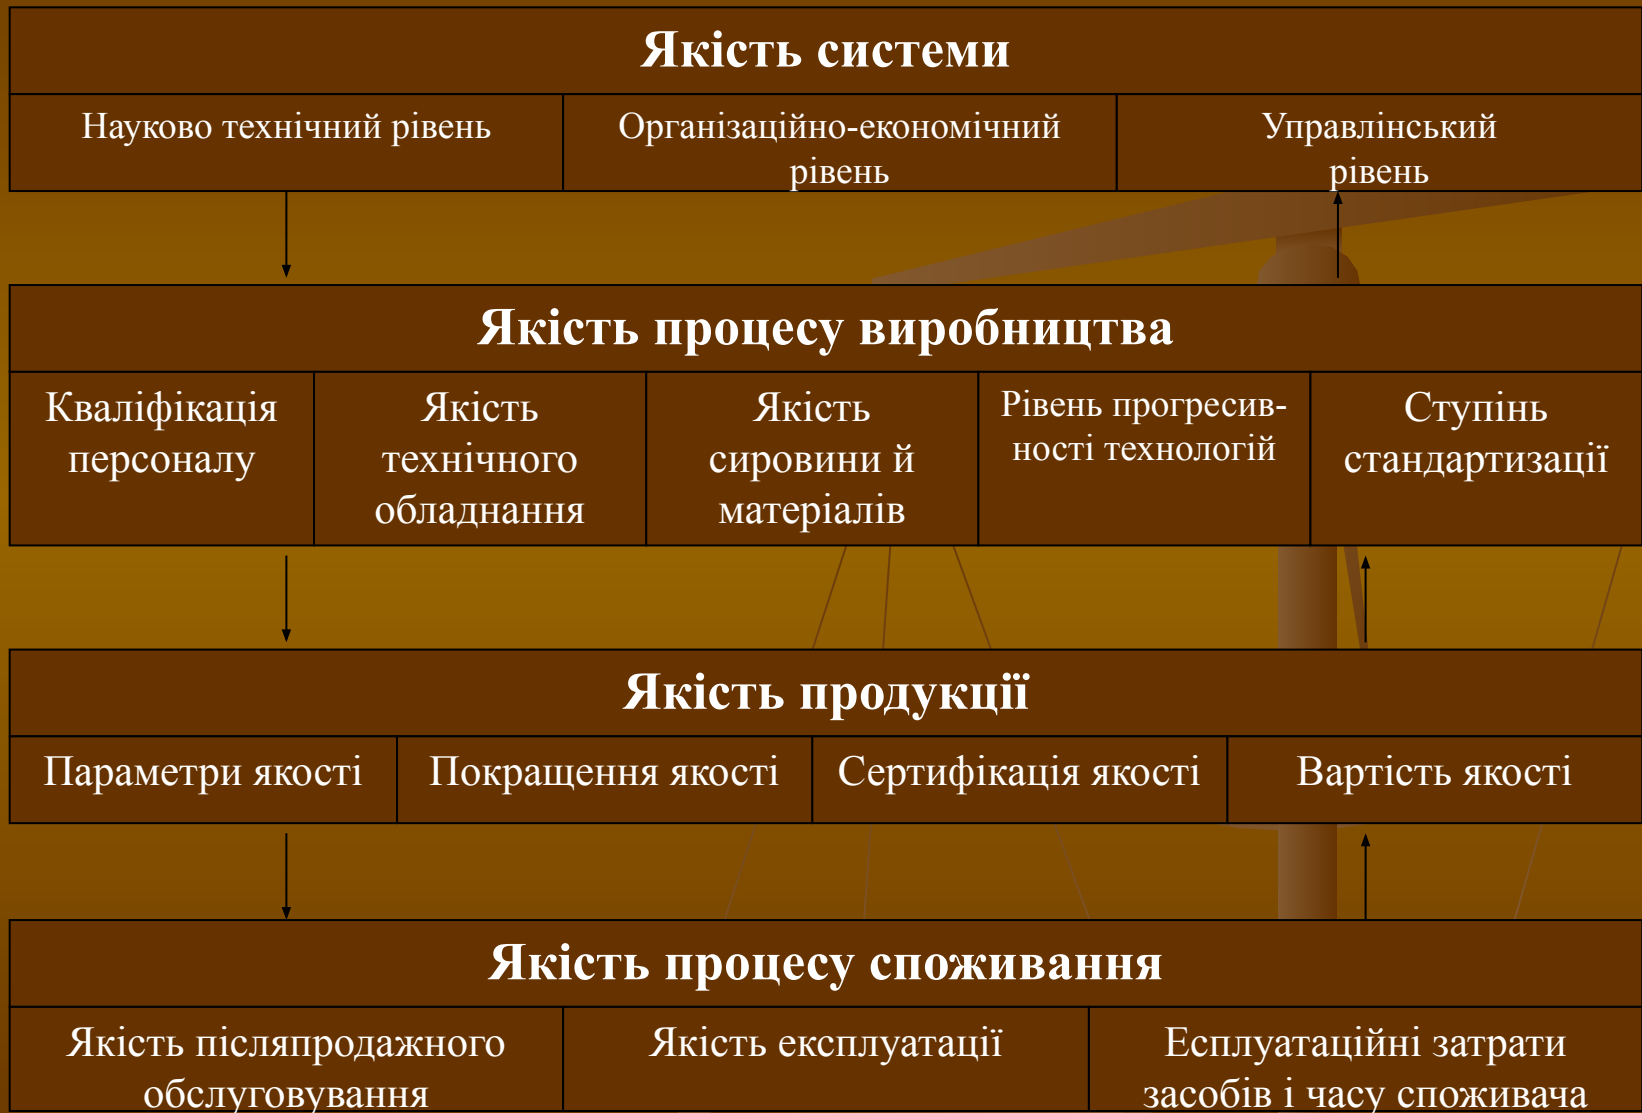 Якість системи
Науково технічний рівень
Організаційно-економічний
рівень
Управлінський
рівень
Якість процесу виробництва
Кваліфікація
персоналу
Якість
технічного
обладнання
Якість
сировини й
матеріалів
Рівень прогресив-
ності технологій
Ступінь
стандартизації
Якість продукції
Параметри якості
Покращення якості
Сертифікація якості
Вартість якості
Якість процесу споживання
Якість післяпродажного
обслуговування
Якість експлуатації
Есплуатаційні затрати
засобів і часу споживача